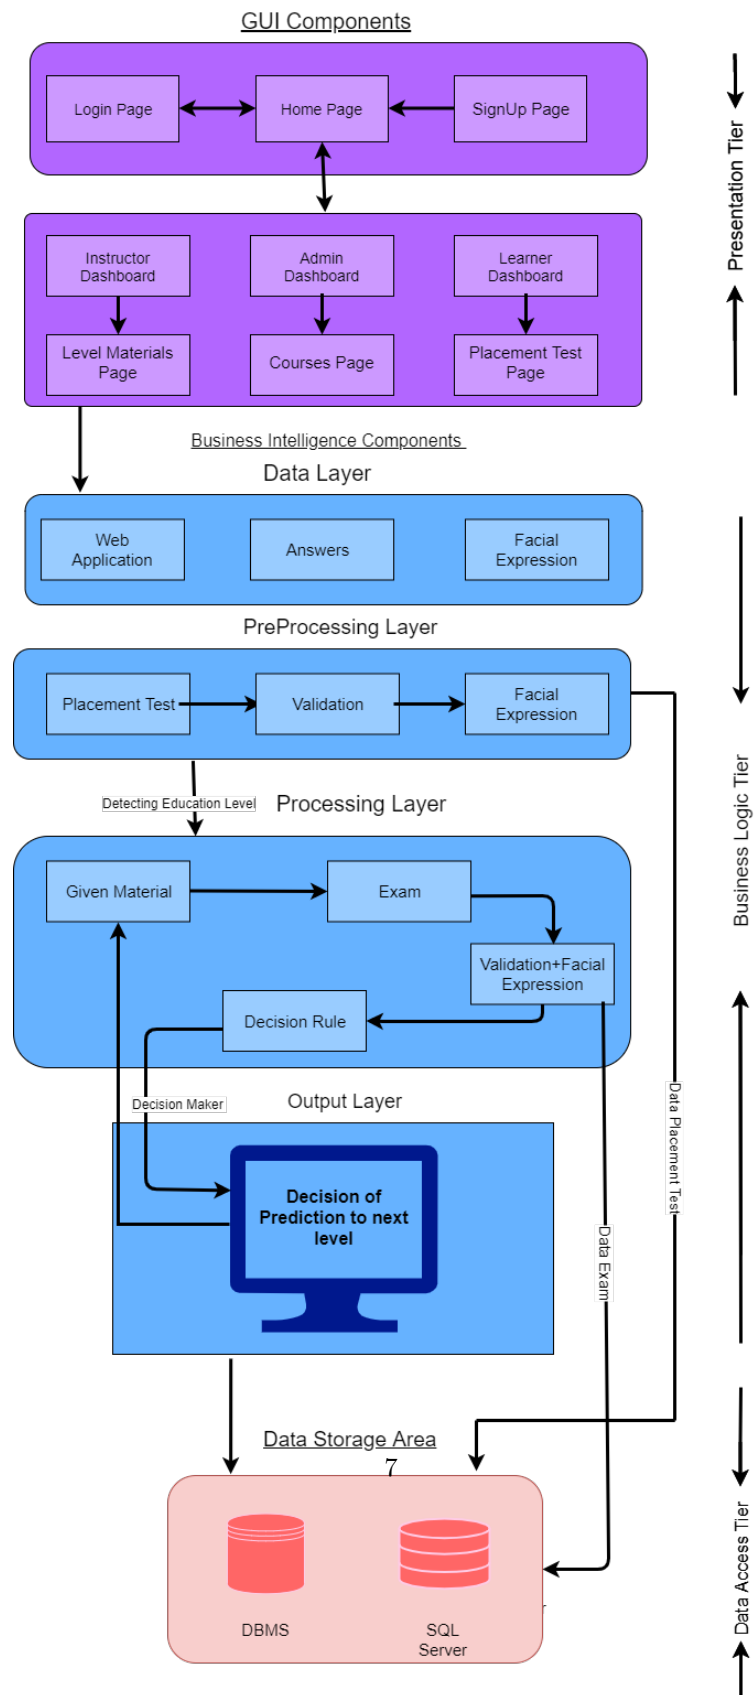 GUI Components
Login Page
Home Page
SignUp Page
Presentation Tier
Instructor
Dashboard
Admin
Dashboard
Learner
Dashboard
Level Materials
Page
Courses Page
Placement Test
Page
Business Intelligence Components
Data Layer
Web
Application
Answers
Facial
Expression
PreProcessing Layer
Placement Test
Validation
Facial
Expression
Business Logic Tier
Detecting Education Level
Processing Layer
Given Material
Exam
Validation+Facial
Expression
Decision Rule
Decision Maker
Output Layer
Data Placement Test
Decision of
Prediction to next
level
Data Exam
Data Storage Area
7
DBMS
SQL
Server
Data Access Tier